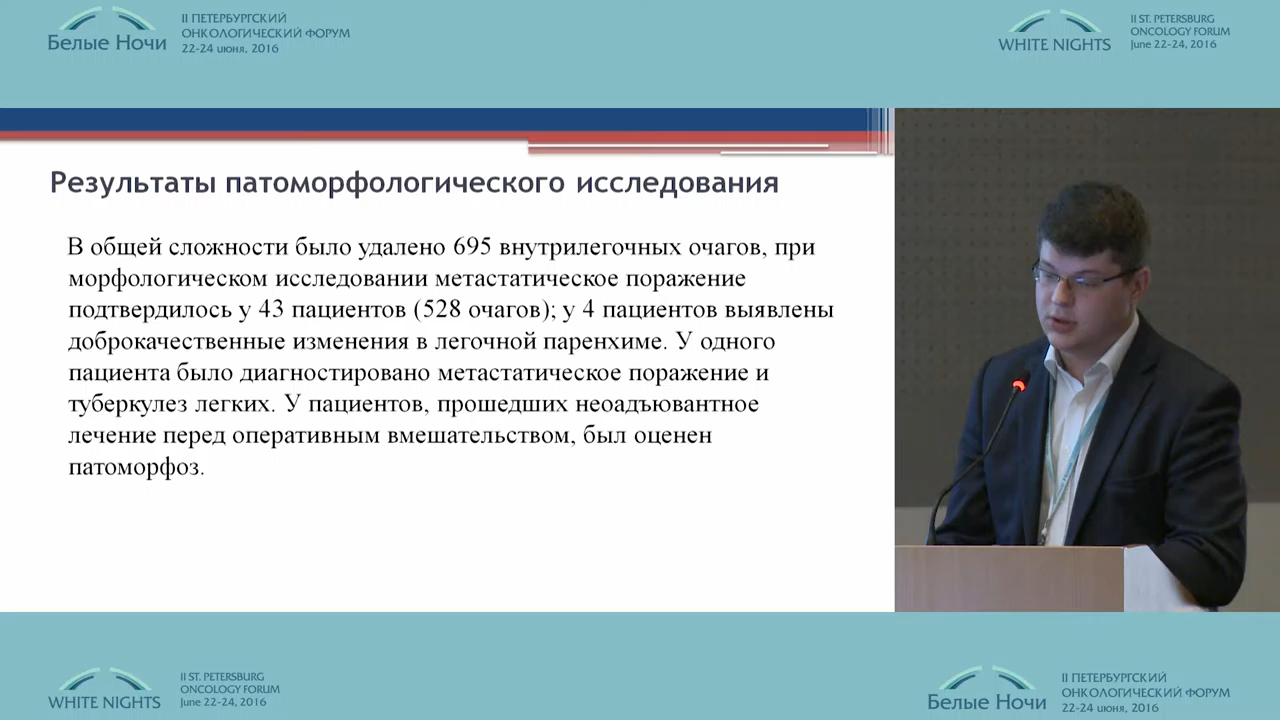 Белые Ночи
II ПЕТЕРБУРГСКИЙ
ОНКОЛОГИЧЕСКИЙ ФОРУМ
22-24 июня, 2016
WHITE NIGHTS
II ST. PETERSBURG
ONCOLOGY FORUM
June 22-24, 2016
Результаты патоморфологического исследования
В общей сложности было удалено 695 внутрилегочных очагов, при
морфологическом исследовании метастатическое поражение
подтвердилось у 43 пациентов (528 очагов); у 4 пациентов выявлены
доброкачественные изменения в легочной паренхиме. У одного
пациента было диагностировано метастатическое поражение и
туберкулез легких. У пациентов, прошедших неоадъювантное
лечение перед оперативным вмешательством, был оценен
патоморфоз.
WHITE NIGHTS
II ST. PETERSBURG
ONCOLOGY FORUM
June 22-24, 2016
Белые Ночи
II ПЕТЕРБУРГСКИЙ
ОНКОЛОГИЧЕСКИЙ ФОРУМ
22-24 июня, 2016